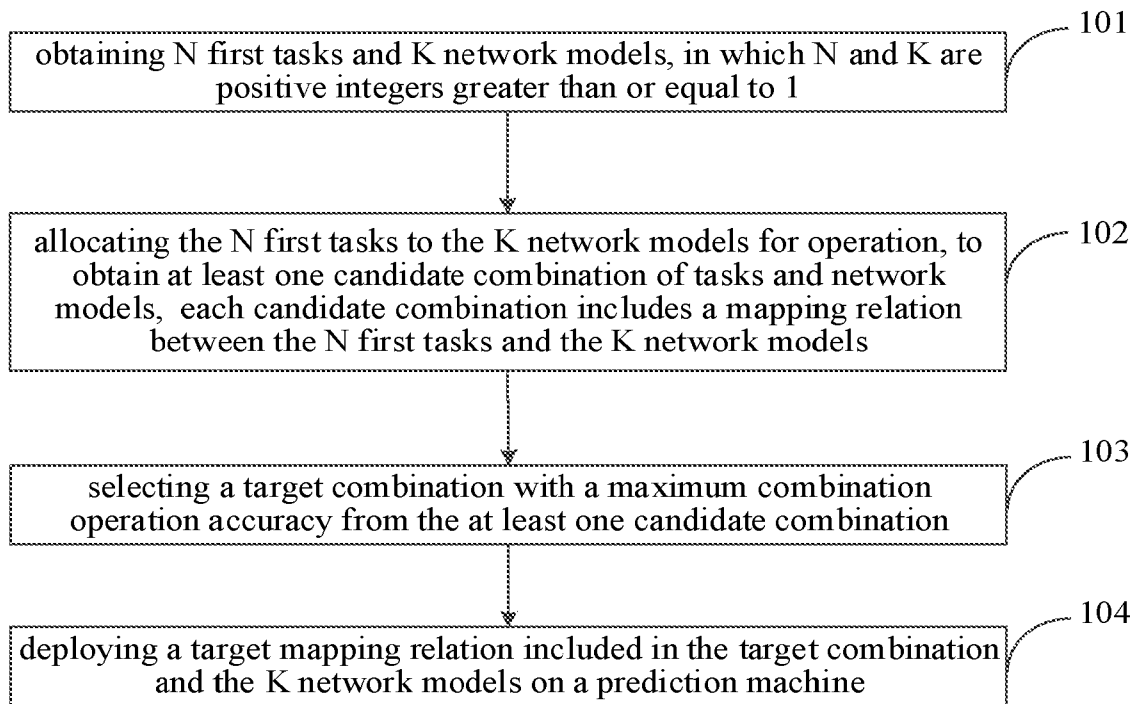 101
obtaining N first tasks and K network models, in which N and K are
positive integers greater than or equal to 1
102
allocating the N first tasks to the K network models for operation, to
obtain at least one candidate combination of tasks and network
models, each candidate combination includes a mapping relation
between the N first tasks and the K network models
103
selecting a target combination with a maximum combination
operation accuracy from the at least one candidate combination
104
deploying a target mapping relation included in the target combination
and the K network models on a prediction machine